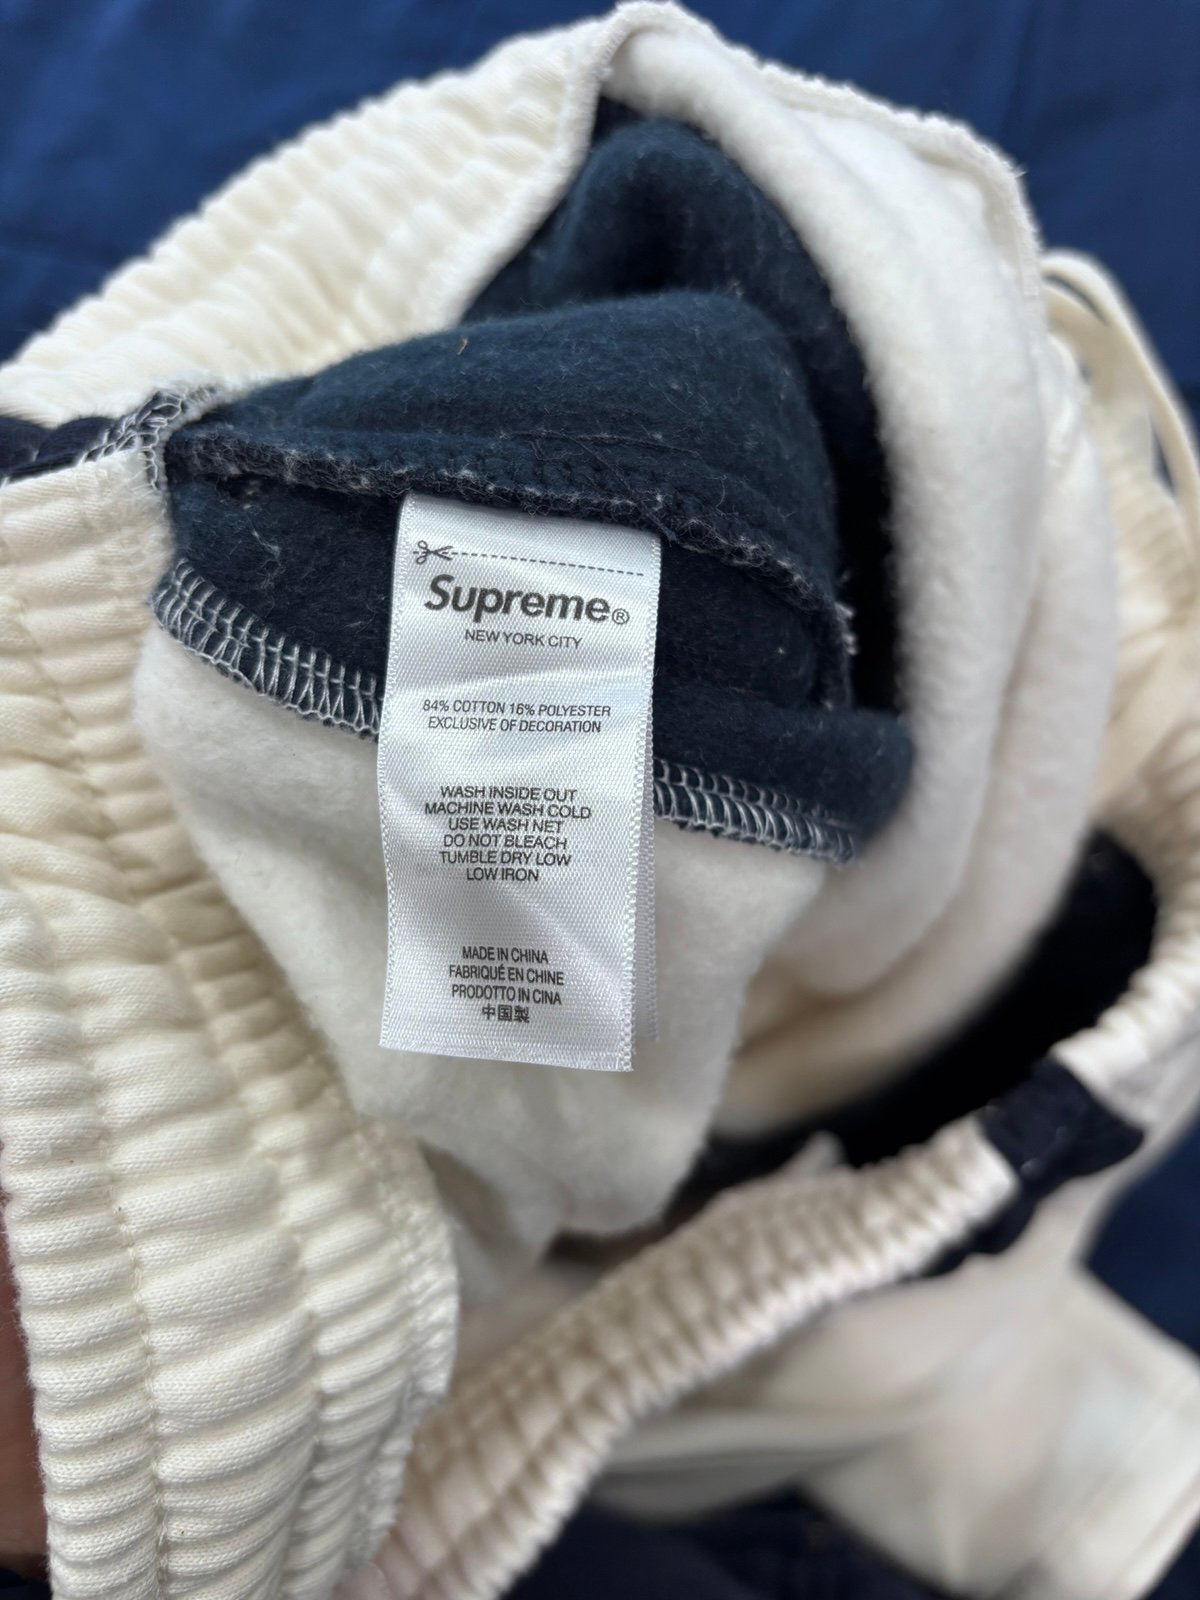 Supreme®
NEW YORK CITY
84% COTTON 16% POLYESTER
EXCLUSIVE OF DECORATION
WASH INSIDE OUT
MACHINE WASH COLD
USE WASH NET
DO NOT BLEACH
TUMBLE DRY LOW
LOW IRON
MADE IN CHINA
FABRIQUÉ EN CHINE
PRODOTTO IN CINA
中国製